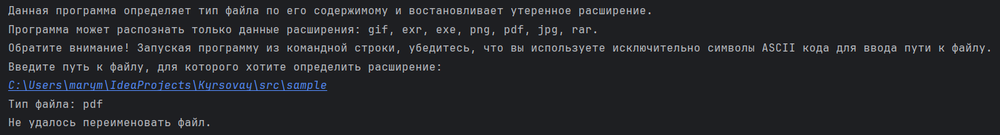 Данная программа определяет тип файла по его содержимому и востановливает утеренное расширение.
Программа может распознать только данные расширения: gif, exr, exe, png, pdf, jpg, rar.
Обратите внимание! Запуская программу из командной строки, убедитесь, что вы используете исключительно символы ASCII кода для ввода пути к файлу.
Введите путь к файлу, для которого хотите определить расширение:
C:\Users\marym\IdeaProjects\Kyrsovay\src\sample
Тип файла: pdf
Не удалось переименовать файл.